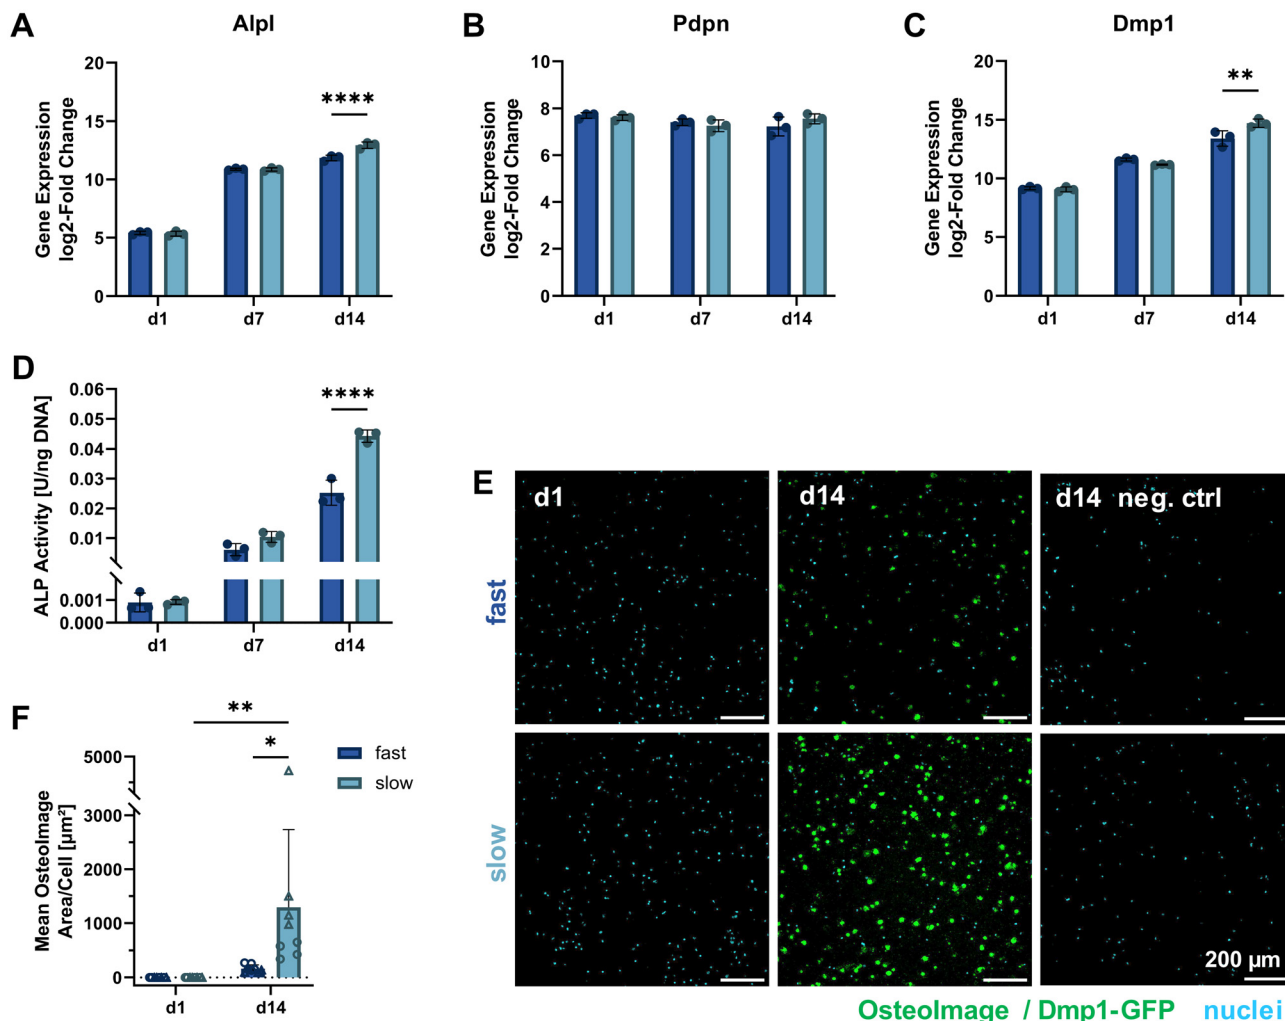 A
Alpl
Gene Expression
log2-Fold Change
20
15
10
5
0
****
d1
d7
d14
B
Pdpn
Gene Expression
log2-Fold Change
10
8
6
4
2
0
d1
d7
d14
C
Dmp1
Gene Expression
log2-Fold Change
20
15
10
5
0
**
d1
d7
d14
D
ALP Activity [U/ng DNA]
0.06
0.05
0.04
0.03
0.02
0.01
0.001
0.000
****
d1
d7
d14
E
d1
d14
d14 neg. ctrl
fast
slow
200 µm
OsteoImage / Dmp1-GFP nuclei
F
Mean OsteoImage
Area/Cell [µm²]
5000
3000
2000
1000
0
**
*
d1
d14
fast
slow